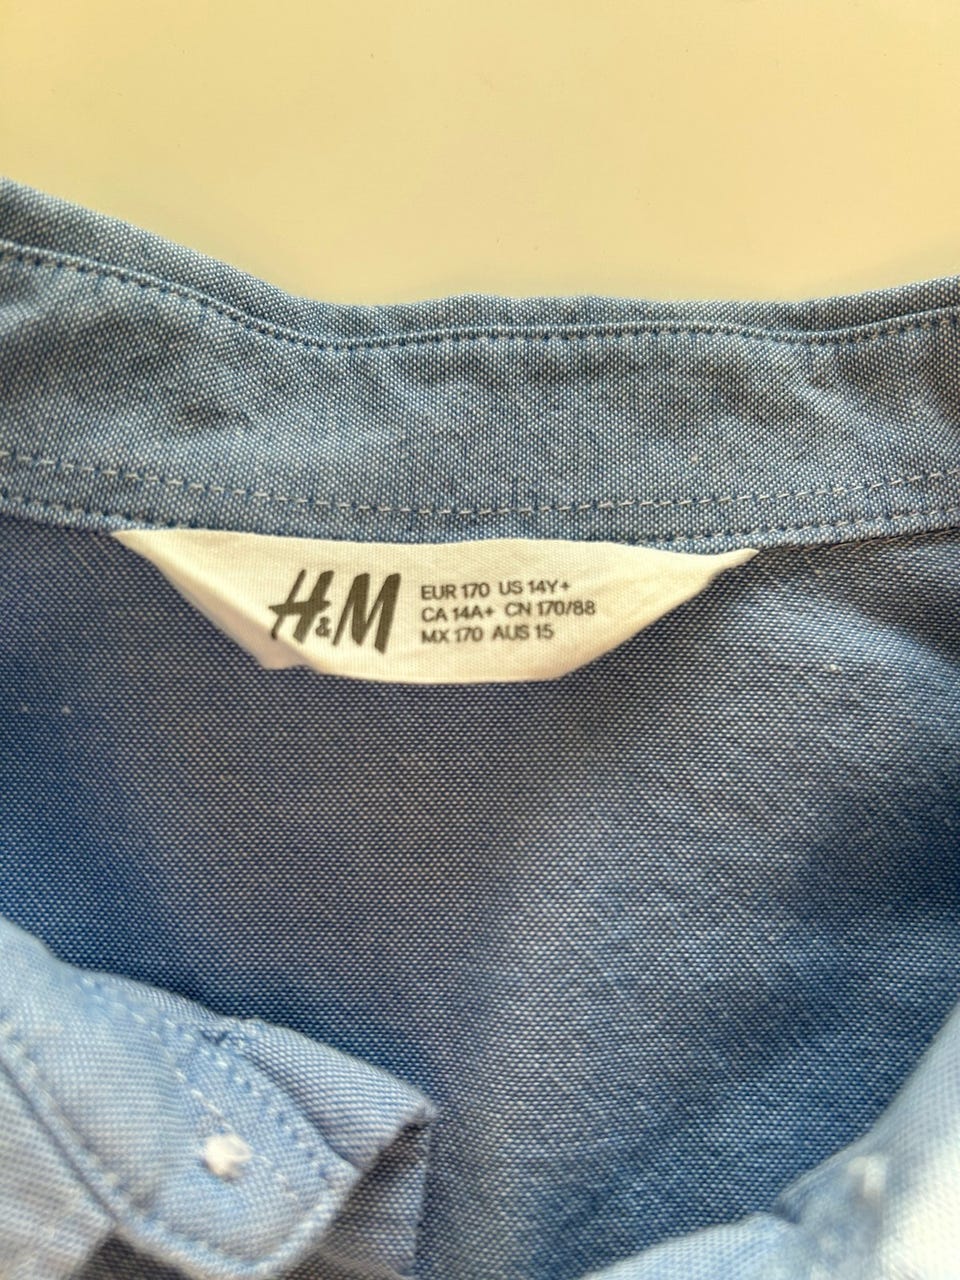 H&M
EUR 170 US 14Y+
CA 14A+ CN 170/88
MX 170 AUS 15